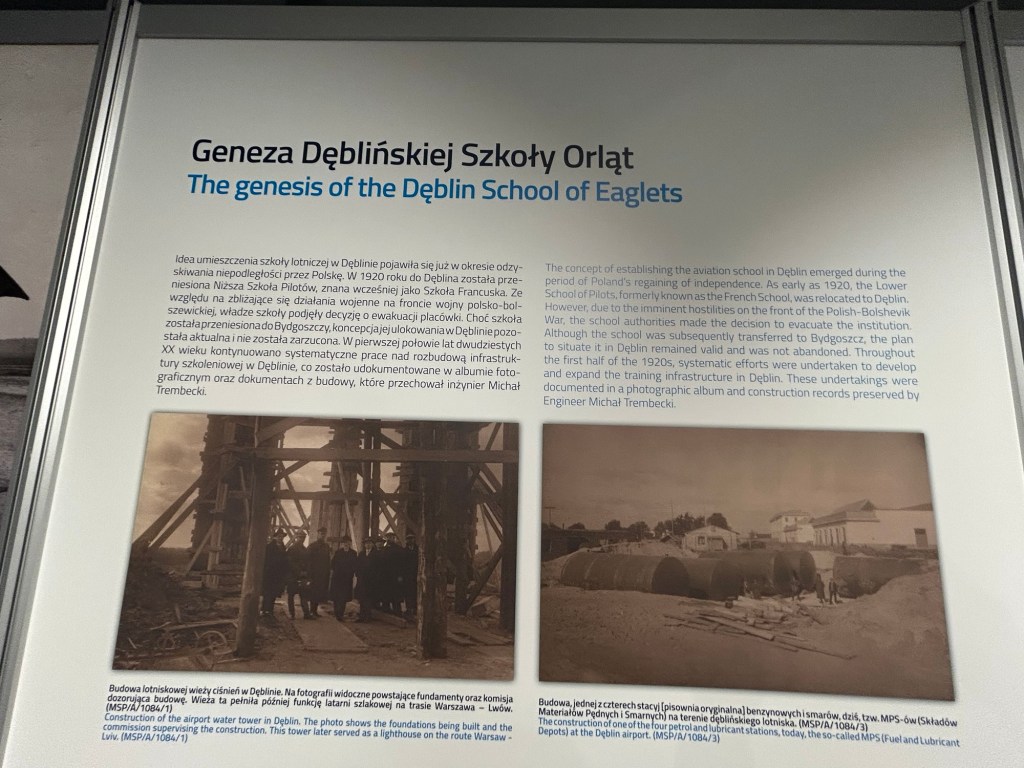 Geneza Dęblińskiej Szkoły Orląt
The genesis of the Dęblin School of Eaglets
Idea umieszczenia szkoły lotniczej w Dęblinie pojawiła się już w okresie odzy-
skiwania niepodległości przez Polskę. W 1920 roku do Dęblina została prze-
niesiona Niższa Szkoła Pilotów, znana wcześniej jako Szkoła Francuska. Ze
względu na zbliżające się działania wojenne na froncie wojny polsko-bol-
szewickiej, władze szkoły podjęły decyzję o ewakuacji placówki. Choć szkoła
została przeniesiona do Bydgoszczy, koncepcja jej ulokowania w Dęblinie pozo-
stała aktualna i nie została zarzucona. W pierwszej połowie lat dwudziestych
XX wieku kontynuowano systematyczne prace nad rozbudową infrastruk-
tury szkoleniowej w Dęblinie, co zostało udokumentowane w albumie foto-
graficznym oraz dokumentach z budowy, które przechował inżynier Michał
Trembecki.
The concept of establishing the aviation school in Dęblin emerged during the
period of Poland's regaining of independence. As early as 1920, the Lower
School of Pilots, formerly known as the French School, was relocated to Dęblin.
However, due to the imminent hostilities on the front of the Polish-Bolshevik
War, the school authorities made the decision to evacuate the institution.
Although the school was subsequently transferred to Bydgoszcz, the plan
to situate it in Dęblin remained valid and was not abandoned. Throughout
the first half of the 1920s, systematic efforts were undertaken to develop
and expand the training infrastructure in Dęblin. These undertakings were
documented in a photographic album and construction records preserved by
Engineer Michał Trembecki.
Budowa lotniskowej wieży ciśnień w Dęblinie. Na fotografii widoczne powstające fundamenty oraz komisja
dozorująca budowę. Wieża ta pełniła później funkcję latarni szlakowej na trasie Warszawa – Lwów.
(MSP/A/1084/1)
Construction of the airport water tower in Dęblin. The photo shows the foundations being built and the
commission supervising the construction. This tower later served as a lighthouse on the route Warsaw -
Lviv. (MSP/A/1084/1)
Budowa, jednej z czterech stacyj [pisownia oryginalna] benzynowych i smarów, dziś, tzw. MPS-ów (Składów
Materiałów Pędnych i Smarnych) na terenie dęblińskiego lotniska. (MSP/A/1084/3)
The construction of one of the four petrol and lubricant stations, today, the so-called MPS (Fuel and Lubricant
Depots) at the Dęblin airport. (MSP/A/1084/3)